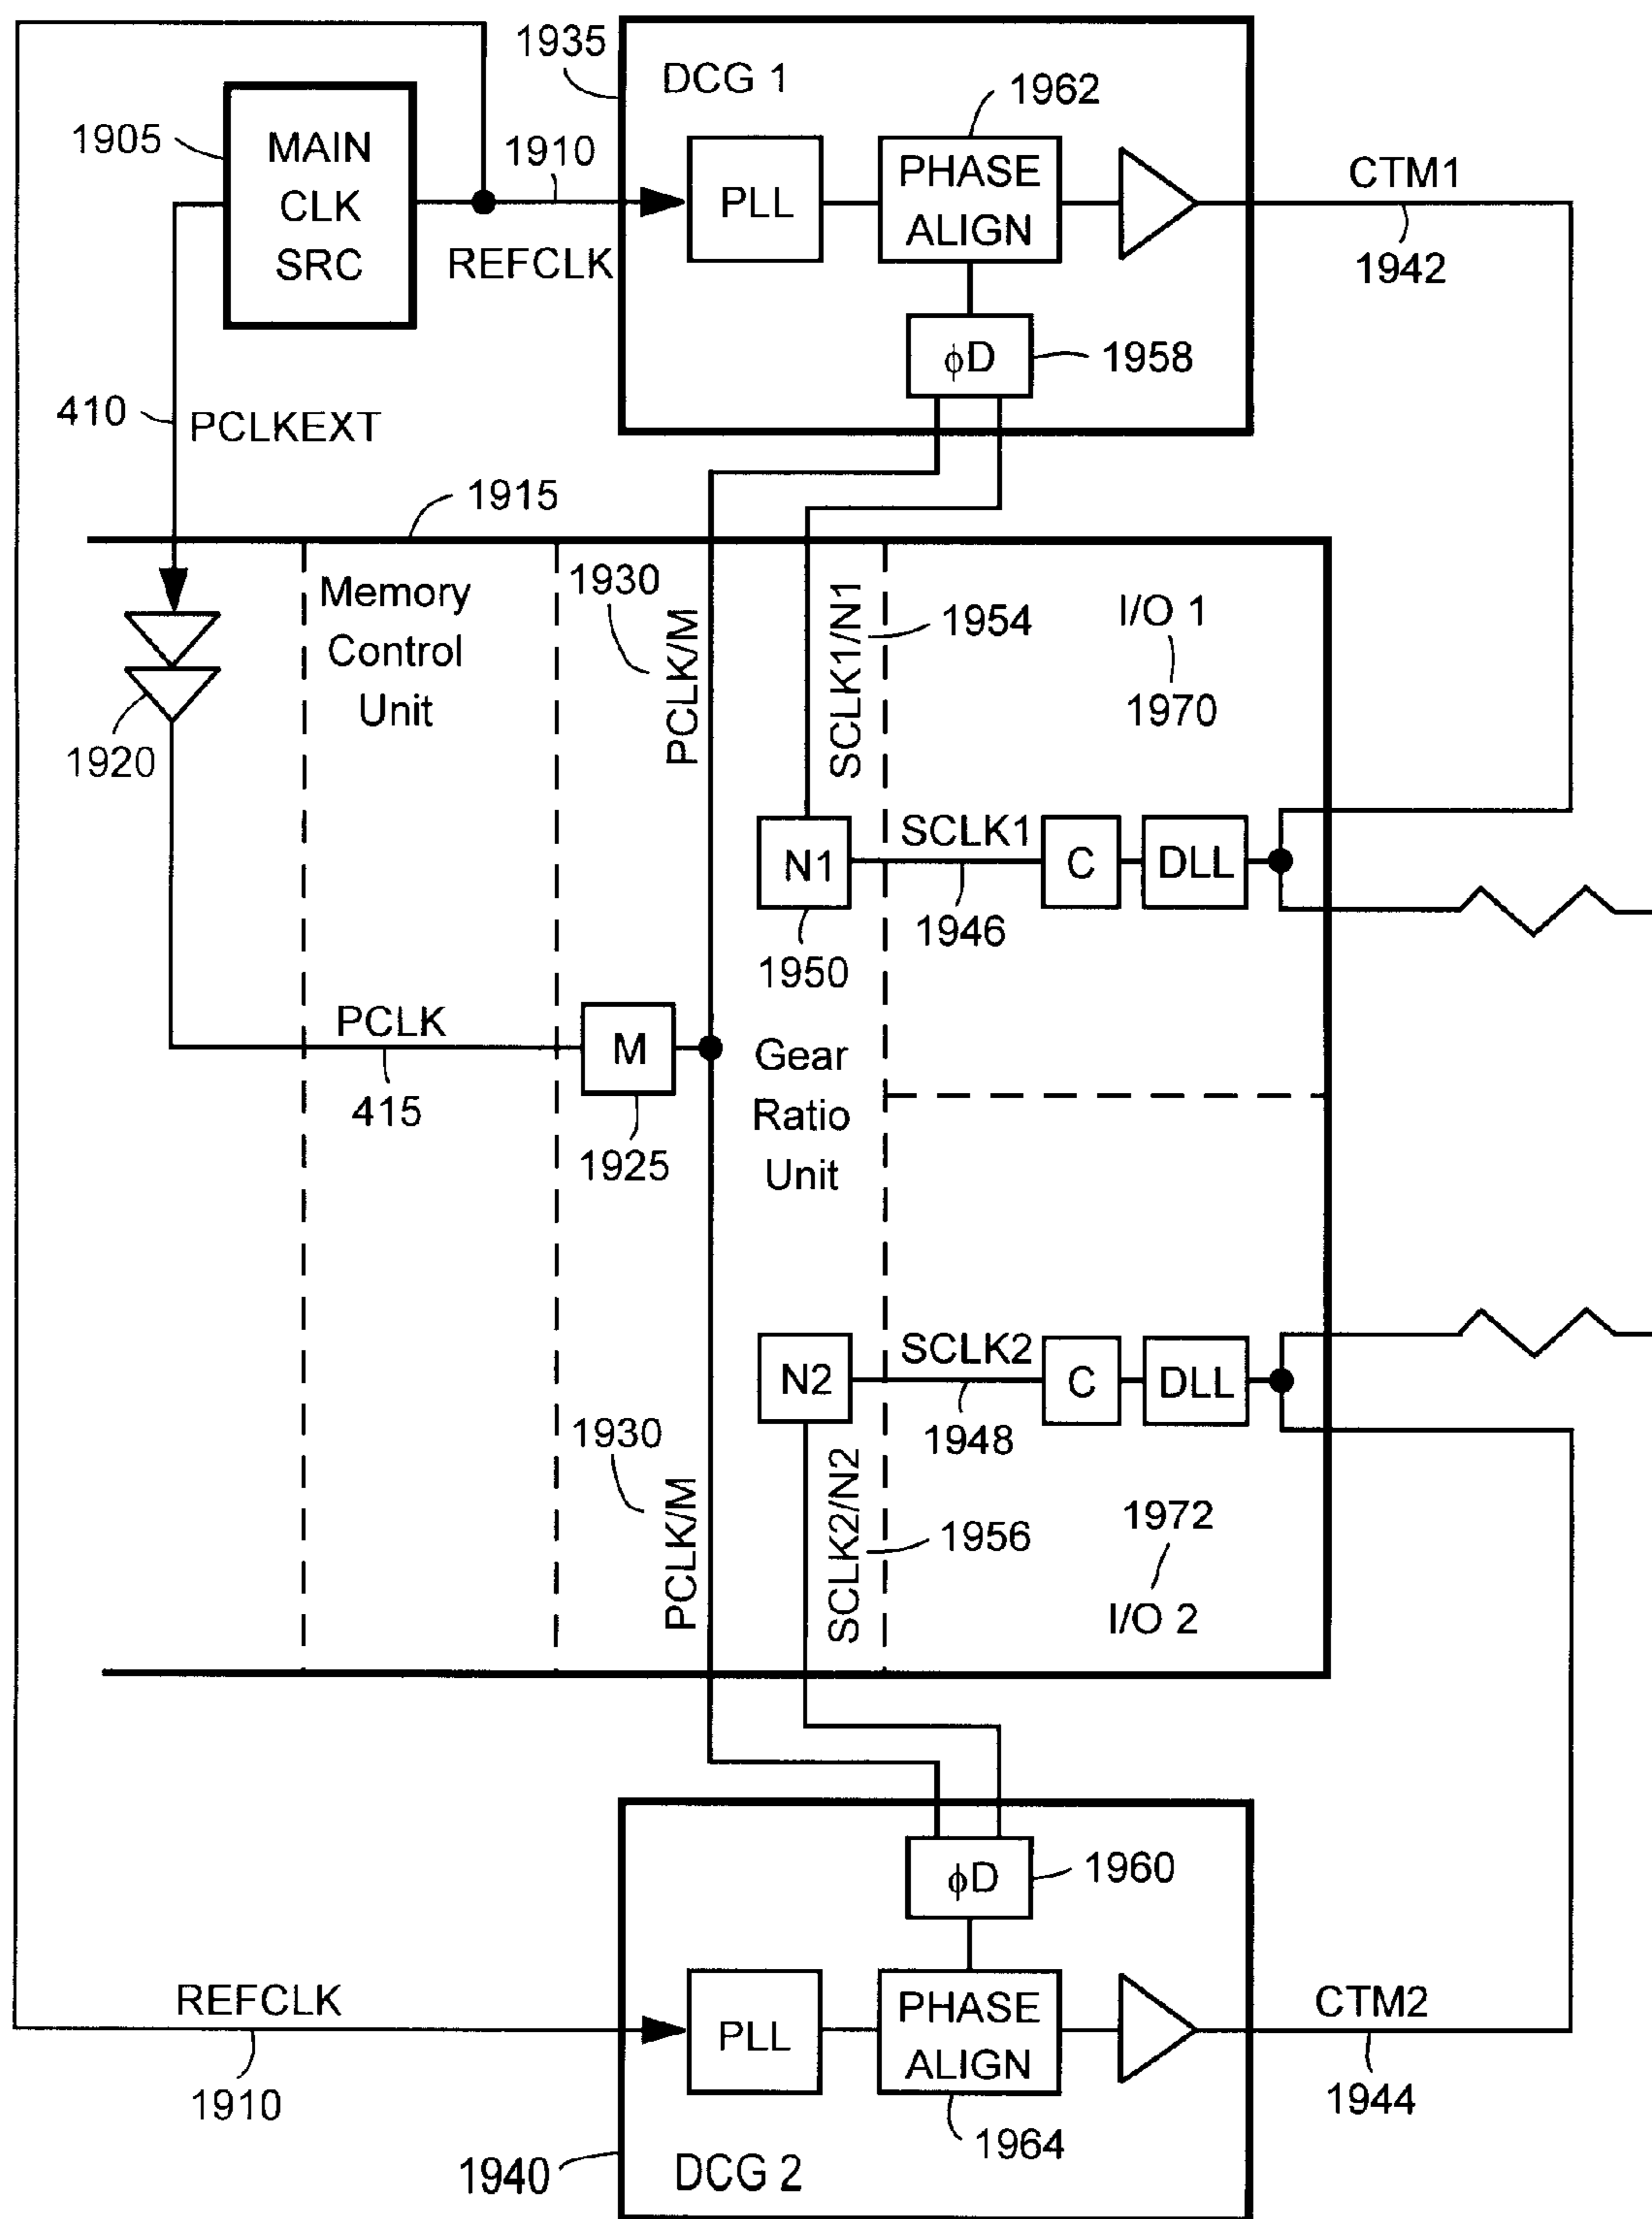 1935
DCG 1
1962
1905
MAIN
CLK
SRC
1910
REFCLK
PLL
PHASE
ALIGN
CTM1
1942
ϕD
1958
410
PCLKEXT
1915
Memory
Control
Unit
1930
PCLK/M
SCLK1/N1
1954
I/O 1
1970
1920
N1
SCLK1
C
DLL
1946
1950
PCLK
415
M
1925
Gear
Ratio
Unit
N2
SCLK2
C
DLL
1948
1930
PCLK/M
SCLK2/N2
1956
1972
I/O 2
ϕD
1960
REFCLK
1910
PLL
PHASE
ALIGN
CTM2
1944
1964
1940
DCG 2